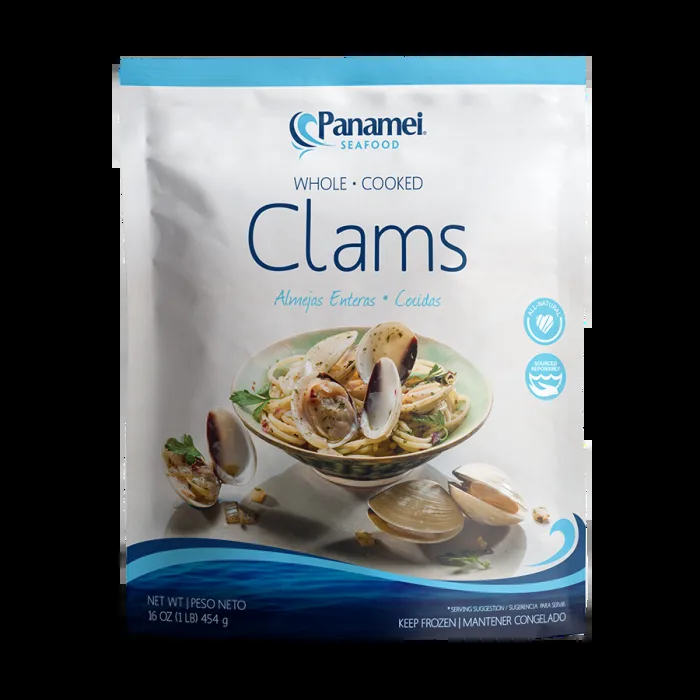 Panamei®
SEAFOOD
WHOLE • COOKED
Clams
Almejas Enteras • Cocidas
ALL-NATURAL
SOURCED
RESPONSIBLY
NET WT | PESO NETO
16 OZ (1 LB) 454 g
*SERVING SUGGESTION / SUGERENCIA PARA SERVIR
KEEP FROZEN | MANTENER CONGELADO